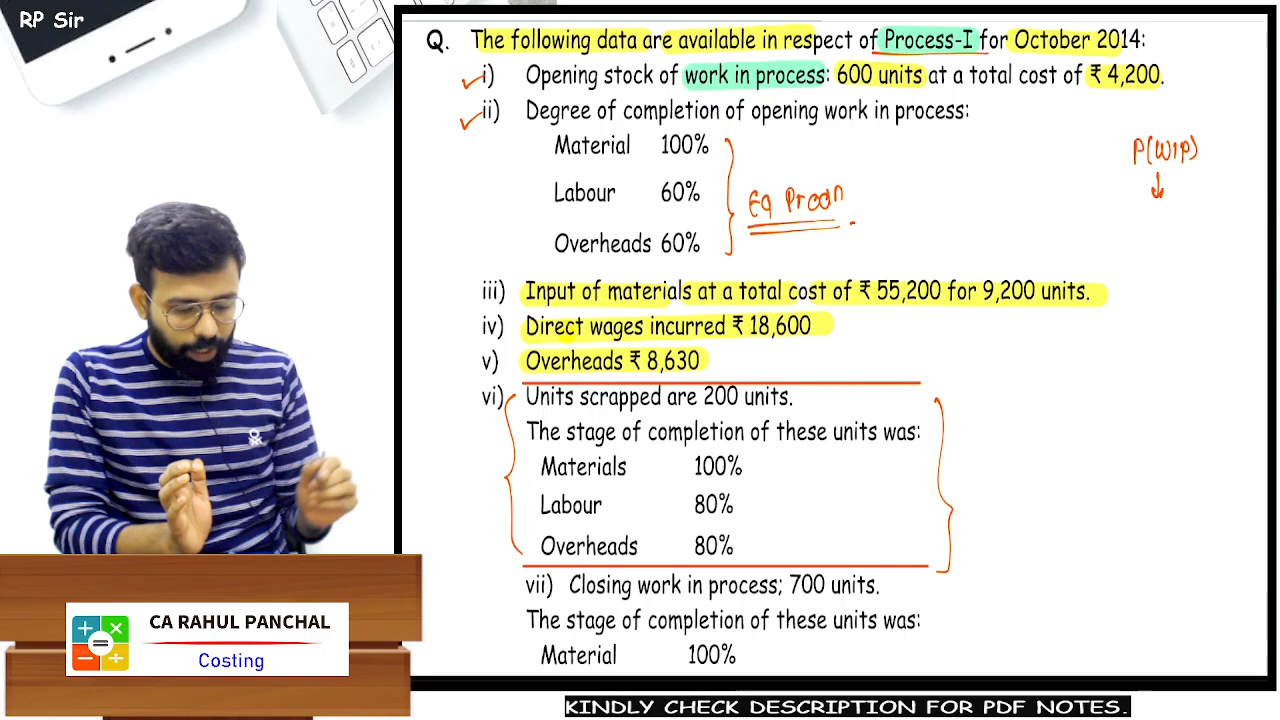 RP Sir
Q. The following data are available in respect of Process-I for October 2014:
i) Opening stock of work in process: 600 units at a total cost of ₹ 4,200.
ii) Degree of completion of opening work in process:
Material 100%
Labour 60%
Overheads 60%
Eq Prodn
P(WIP)
iii) Input of materials at a total cost of ₹ 55,200 for 9,200 units.
iv) Direct wages incurred ₹ 18,600
v) Overheads ₹ 8,630
vi) Units scrapped are 200 units.
The stage of completion of these units was:
Materials 100%
Labour 80%
Overheads 80%
vii) Closing work in process; 700 units.
The stage of completion of these units was:
Material 100%
CA RAHUL PANCHAL
Costing
KINDLY CHECK DESCRIPTION FOR PDF NOTES.